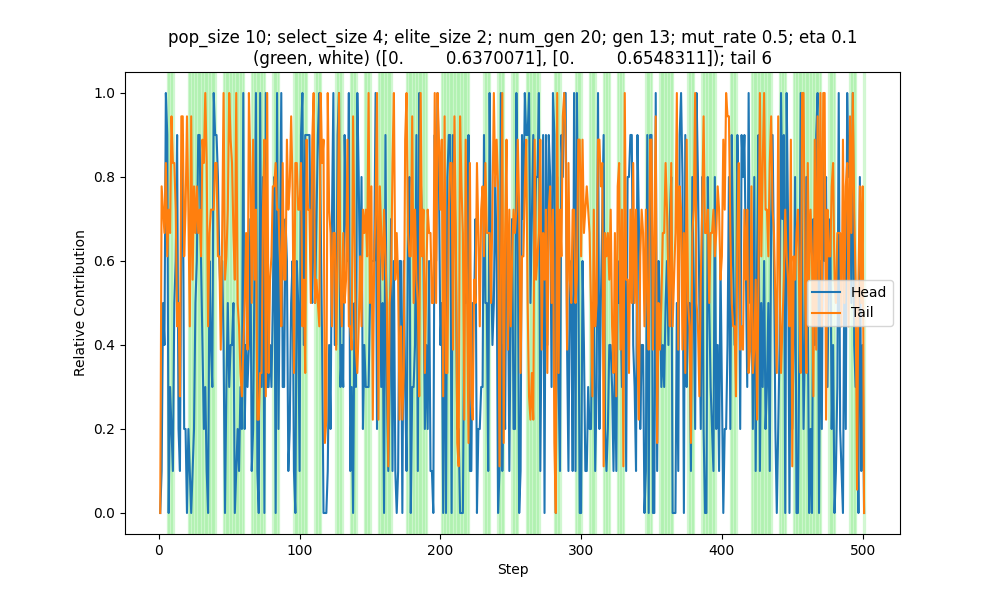 pop_size 10; select_size 4; elite_size 2; num_gen 20; gen 13; mut_rate 0.5; eta 0.1
(green, white) ([0. 0.6370071], [0. 0.6548311]); tail 6
1.0
0.8
0.6
0.4
0.2
0.0
Relative Contribution
Head
Tail
0 100 200 300 400 500
Step